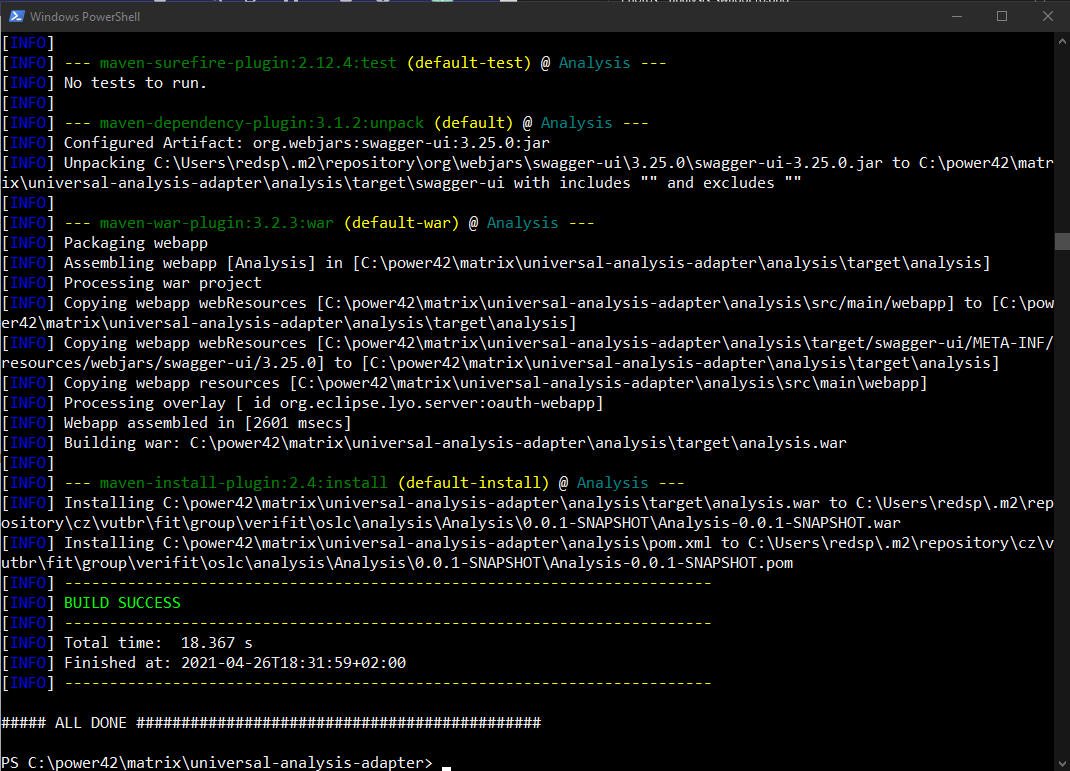 Windows PowerShell
[INFO]
[INFO] --- maven-surefire-plugin:2.12.4:test (default-test) @ Analysis ---
[INFO] No tests to run.
[INFO]
[INFO] --- maven-dependency-plugin:3.1.2:unpack (default) @ Analysis ---
[INFO] Configured Artifact: org.webjars:swagger-ui:3.25.0:jar
[INFO] Unpacking C:\Users\redsp\.m2\repository\org\webjars\swagger-ui\3.25.0\swagger-ui-3.25.0.jar to C:\power42\matr
ix\universal-analysis-adapter\analysis\target\swagger-ui with includes "" and excludes ""
[INFO]
[INFO] --- maven-war-plugin:3.2.3:war (default-war) @ Analysis ---
[INFO] Packaging webapp
[INFO] Assembling webapp [Analysis] in [C:\power42\matrix\universal-analysis-adapter\analysis\target\analysis]
[INFO] Processing war project
[INFO] Copying webapp webResources [C:\power42\matrix\universal-analysis-adapter\analysis\src/main/webapp] to [C:\pow
er42\matrix\universal-analysis-adapter\analysis\target\analysis]
[INFO] Copying webapp webResources [C:\power42\matrix\universal-analysis-adapter\analysis\target/swagger-ui/META-INF/
resources/webjars/swagger-ui/3.25.0] to [C:\power42\matrix\universal-analysis-adapter\analysis\target\analysis]
[INFO] Copying webapp resources [C:\power42\matrix\universal-analysis-adapter\analysis\src\main\webapp]
[INFO] Processing overlay [ id org.eclipse.lyo.server:oauth-webapp]
[INFO] Webapp assembled in [2601 msecs]
[INFO] Building war: C:\power42\matrix\universal-analysis-adapter\analysis\target\analysis.war
[INFO]
[INFO] --- maven-install-plugin:2.4:install (default-install) @ Analysis ---
[INFO] Installing C:\power42\matrix\universal-analysis-adapter\analysis\target\analysis.war to C:\Users\redsp\.m2\rep
ository\cz\vutbr\fit\group\verifit\oslc\analysis\Analysis\0.0.1-SNAPSHOT\Analysis-0.0.1-SNAPSHOT.war
[INFO] Installing C:\power42\matrix\universal-analysis-adapter\analysis\pom.xml to C:\Users\redsp\.m2\repository\cz\v
utbr\fit\group\verifit\oslc\analysis\Analysis\0.0.1-SNAPSHOT\Analysis-0.0.1-SNAPSHOT.pom
[INFO] ------------------------------------------------------------------------
[INFO] BUILD SUCCESS
[INFO] ------------------------------------------------------------------------
[INFO] Total time:  18.367 s
[INFO] Finished at: 2021-04-26T18:31:59+02:00
[INFO] ------------------------------------------------------------------------
##### ALL DONE #############################################
PS C:\power42\matrix\universal-analysis-adapter>